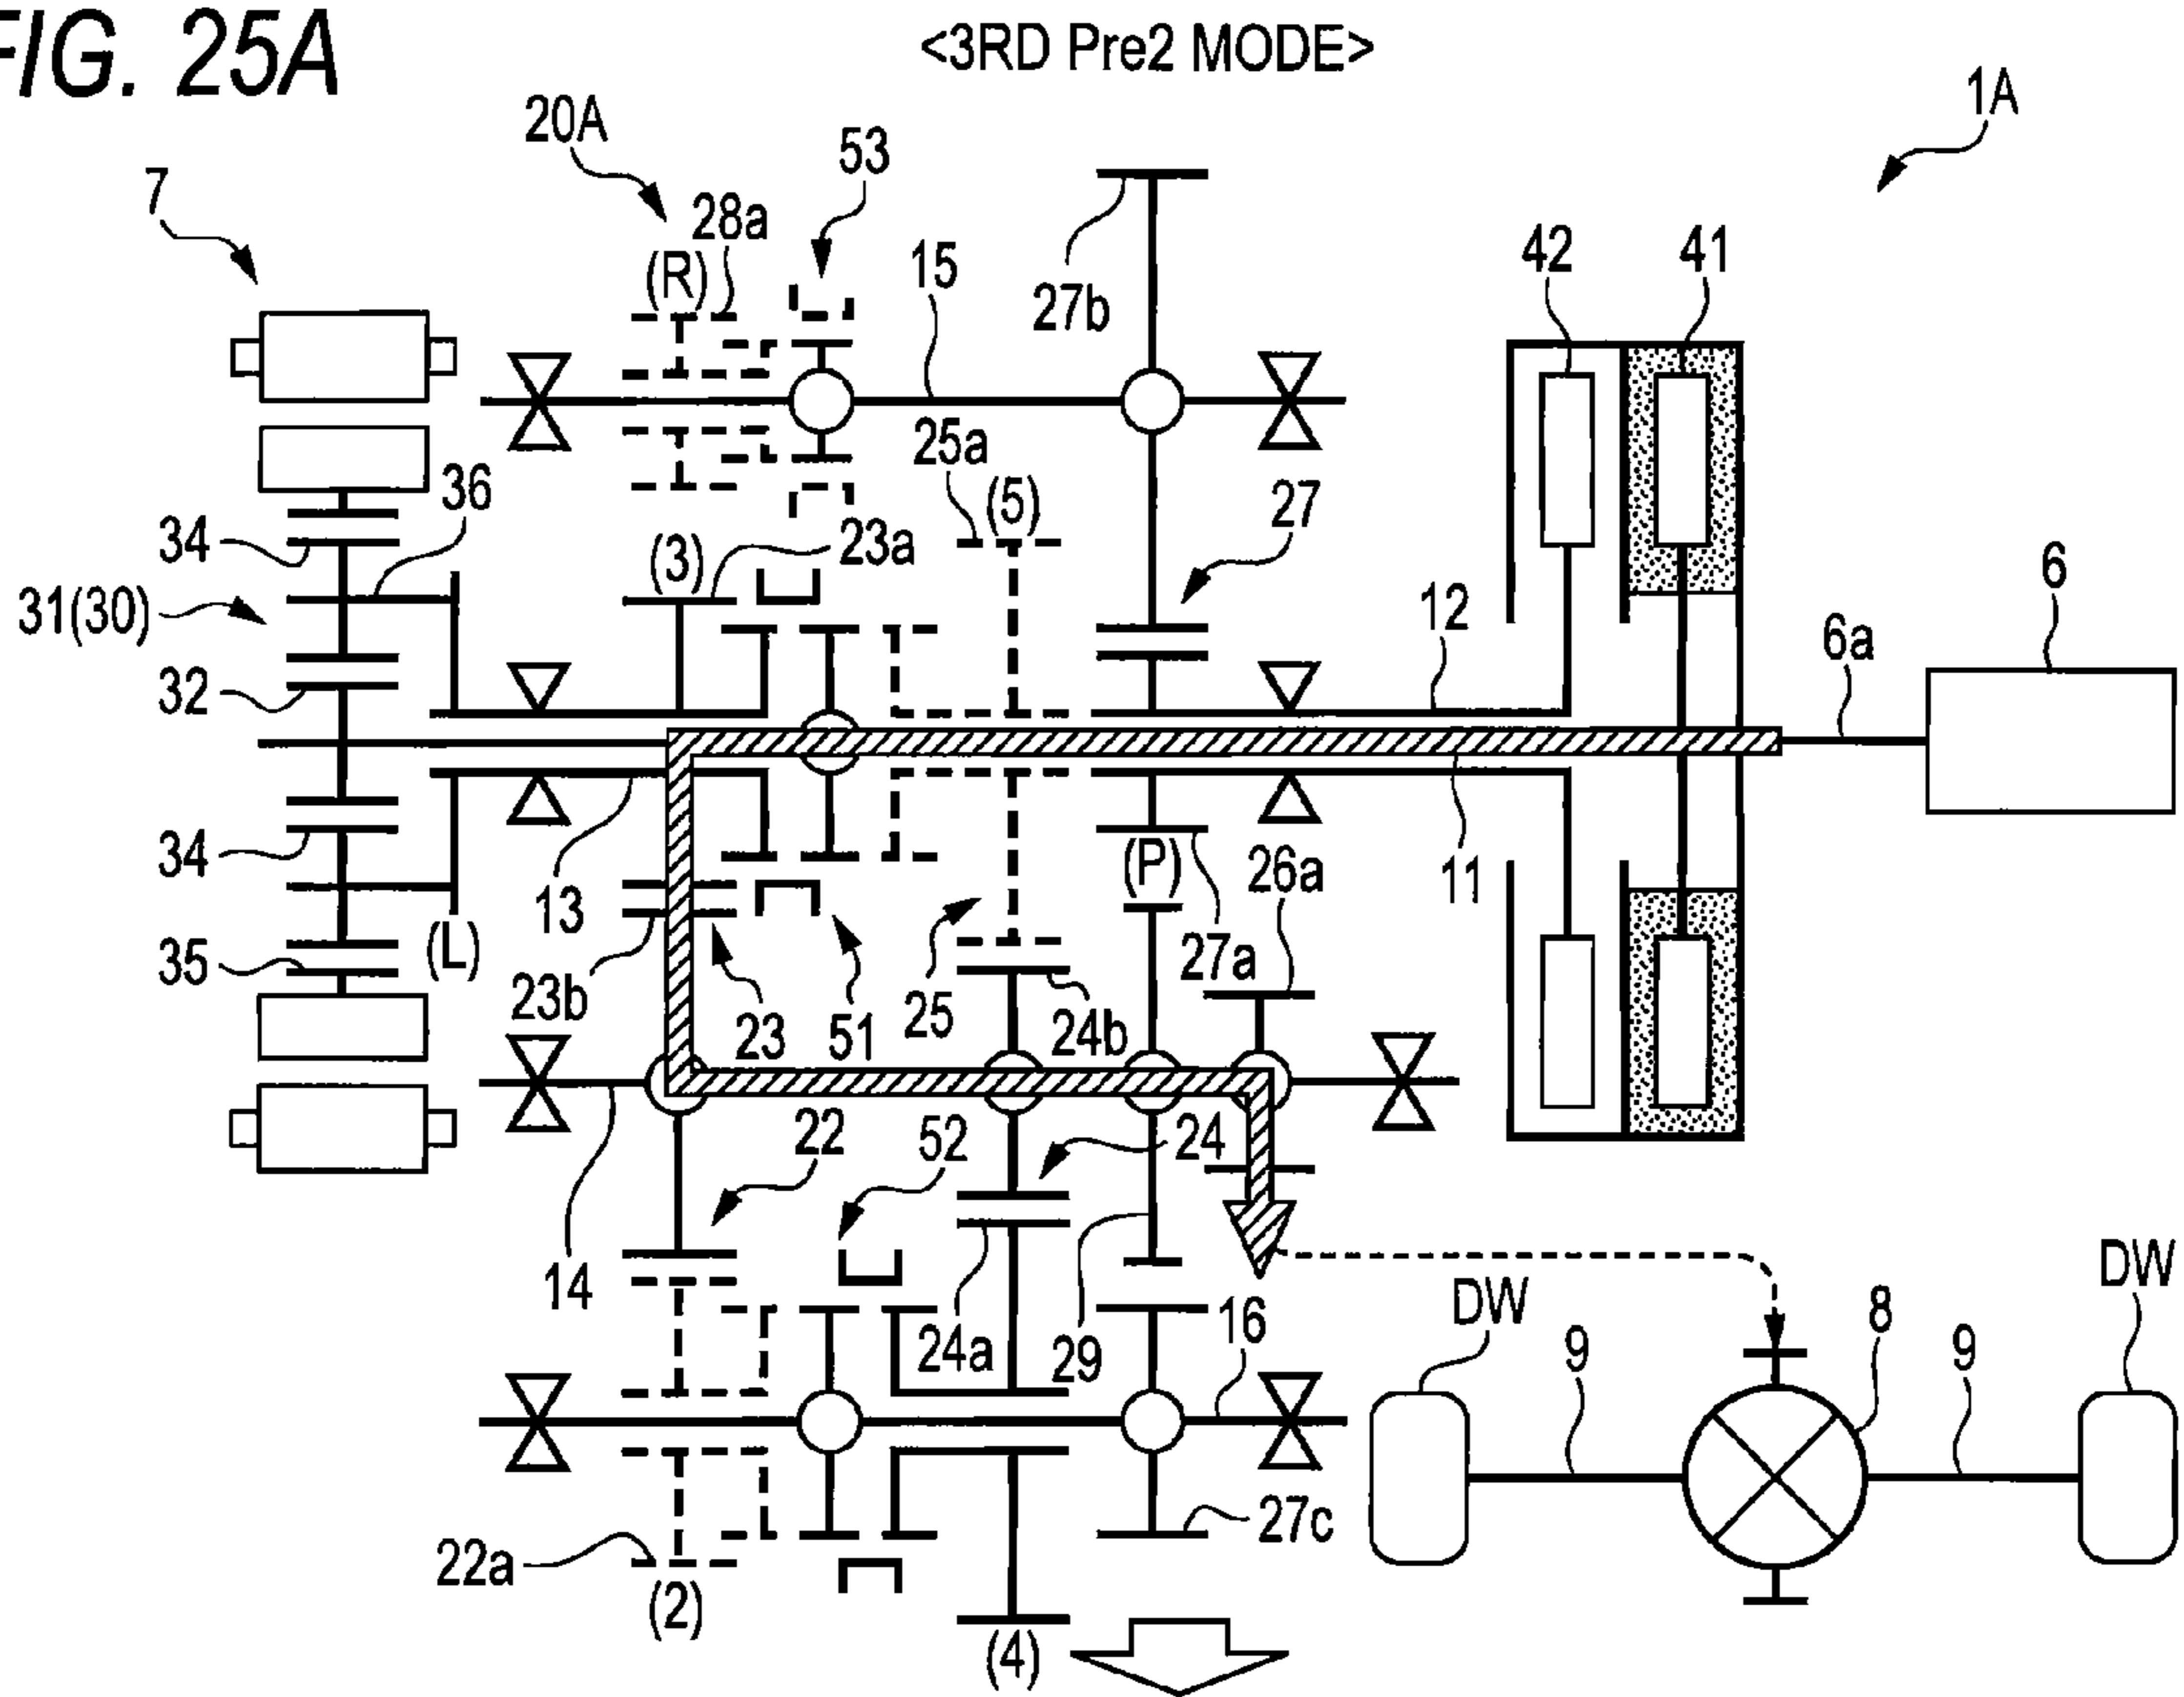 FIG. 25A
<3RD Pre2 MODE>
1A
20A
53
7
28a
(R)
15
27b
42
41
25a
(5)
36
27
34
(3)
23a
31(30)
12
6
6a
32
34
13
(P)
26a
11
(L)
35
23b
27a
23
51
25
24b
22
52
24
14
DW
DW
24a
29
16
9
8
9
22a
(2)
27c
(4)